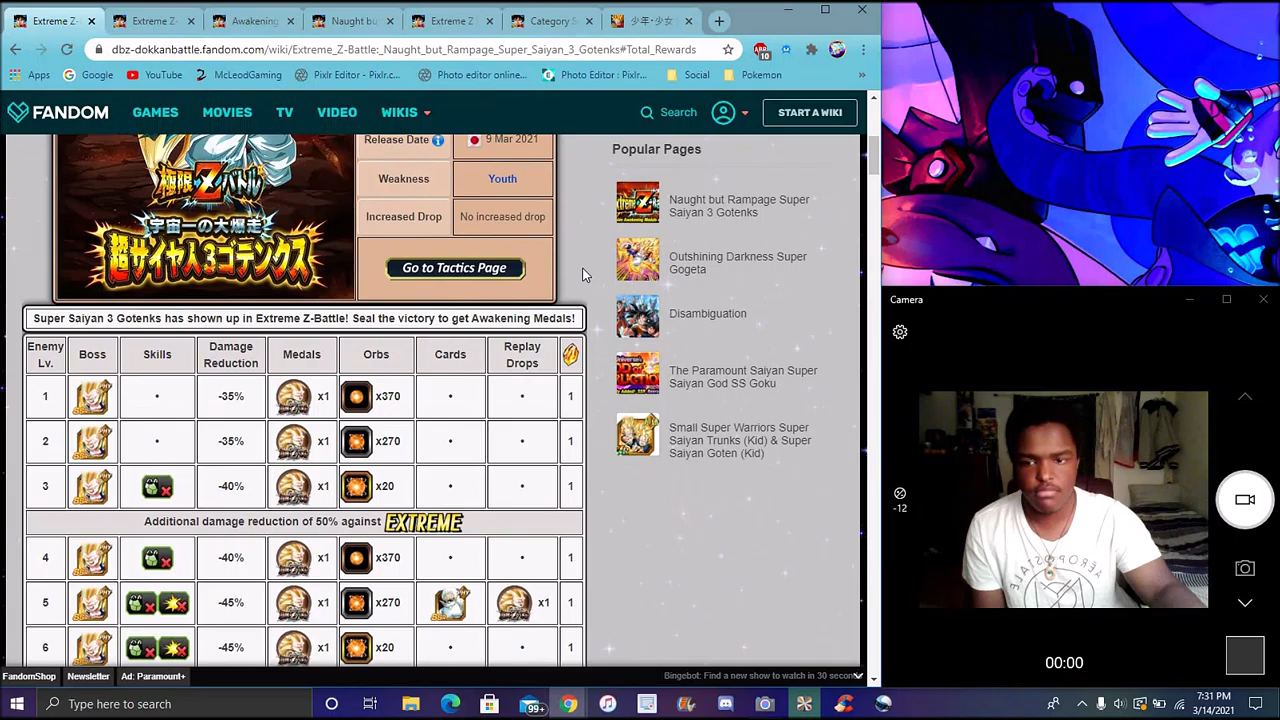 Extreme Z-
Extreme Z-
Awakening
Naught bu
Extreme Z
Category S
少年・少女
dbz-dokkanbattle.fandom.com/wiki/Extreme_Z-Battle:_Naught_but_Rampage_Super_Saiyan_3_Gotenks#Total_Rewards
ABP
10
Apps
Google
YouTube
McLeodGaming
Pixlr Editor - Pixlr.c...
Photo editor online...
Photo Editor : Pixlr...
Social
Pokemon
»
FANDOM
GAMES
MOVIES
TV
VIDEO
WIKIS
Search
START A WIKI
極限Zバトル
宇宙一の大爆走
超サイヤ人3ゴテンクス
Release Date
9 Mar 2021
Weakness
Youth
Increased Drop
No increased drop
Go to Tactics Page
Super Saiyan 3 Gotenks has shown up in Extreme Z-Battle! Seal the victory to get Awakening Medals!
Enemy Lv. Boss Skills Damage Reduction Medals Orbs Cards Replay Drops
1 • -35% x1 x370 • • 1
2 • -35% x1 x270 • • 1
3 -40% x1 x20 • • 1
Additional damage reduction of 50% against EXTREME
4 -40% x1 x370 • • 1
5 -45% x1 x270 x1 1
6 -45% x1 x20 • • 1
Popular Pages
Naught but Rampage Super
Saiyan 3 Gotenks
Outshining Darkness Super
Gogeta
Disambiguation
The Paramount Saiyan Super
Saiyan God SS Goku
Small Super Warriors Super
Saiyan Trunks (Kid) & Super
Saiyan Goten (Kid)
FandomShop
Newsletter
Ad: Paramount+
Bingebot: Find a new show to watch in 30 seconds
Camera
-12
00:00
Type here to search
99+
7:31 PM
3/14/2021